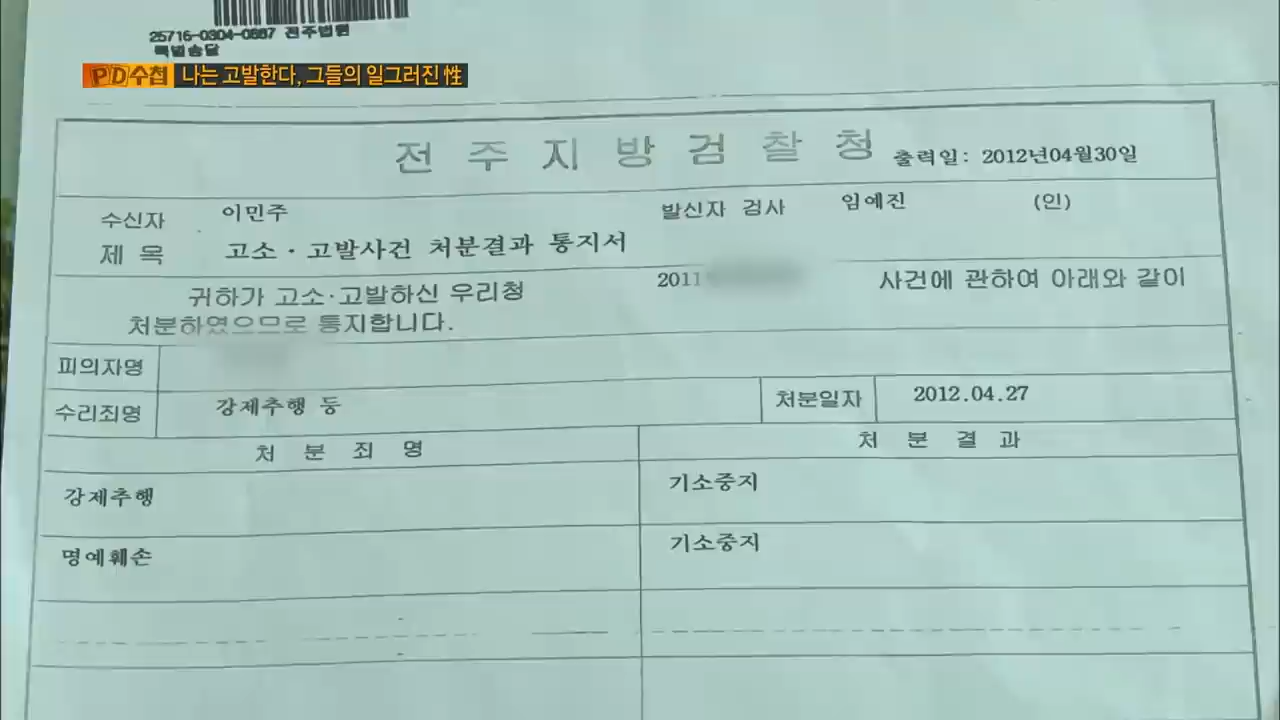 25716-0304-0887 전주법원
특별송달
PD수첩 나는 고발한다, 그들의 일그러진 性
전주지방검찰청 출력일: 2012년04월30일
수신자 이민주 발신자 검사 임예진 (인)
제 목 고소·고발사건 처분결과 통지서
귀하가 고소·고발하신 우리청 2011 사건에 관하여 아래와 같이
처분하였으므로 통지합니다.
피의자명
수리죄명 강제추행 등 처분일자 2012.04.27
처 분 죄 명 처 분 결 과
강제추행 기소중지
명예훼손 기소중지